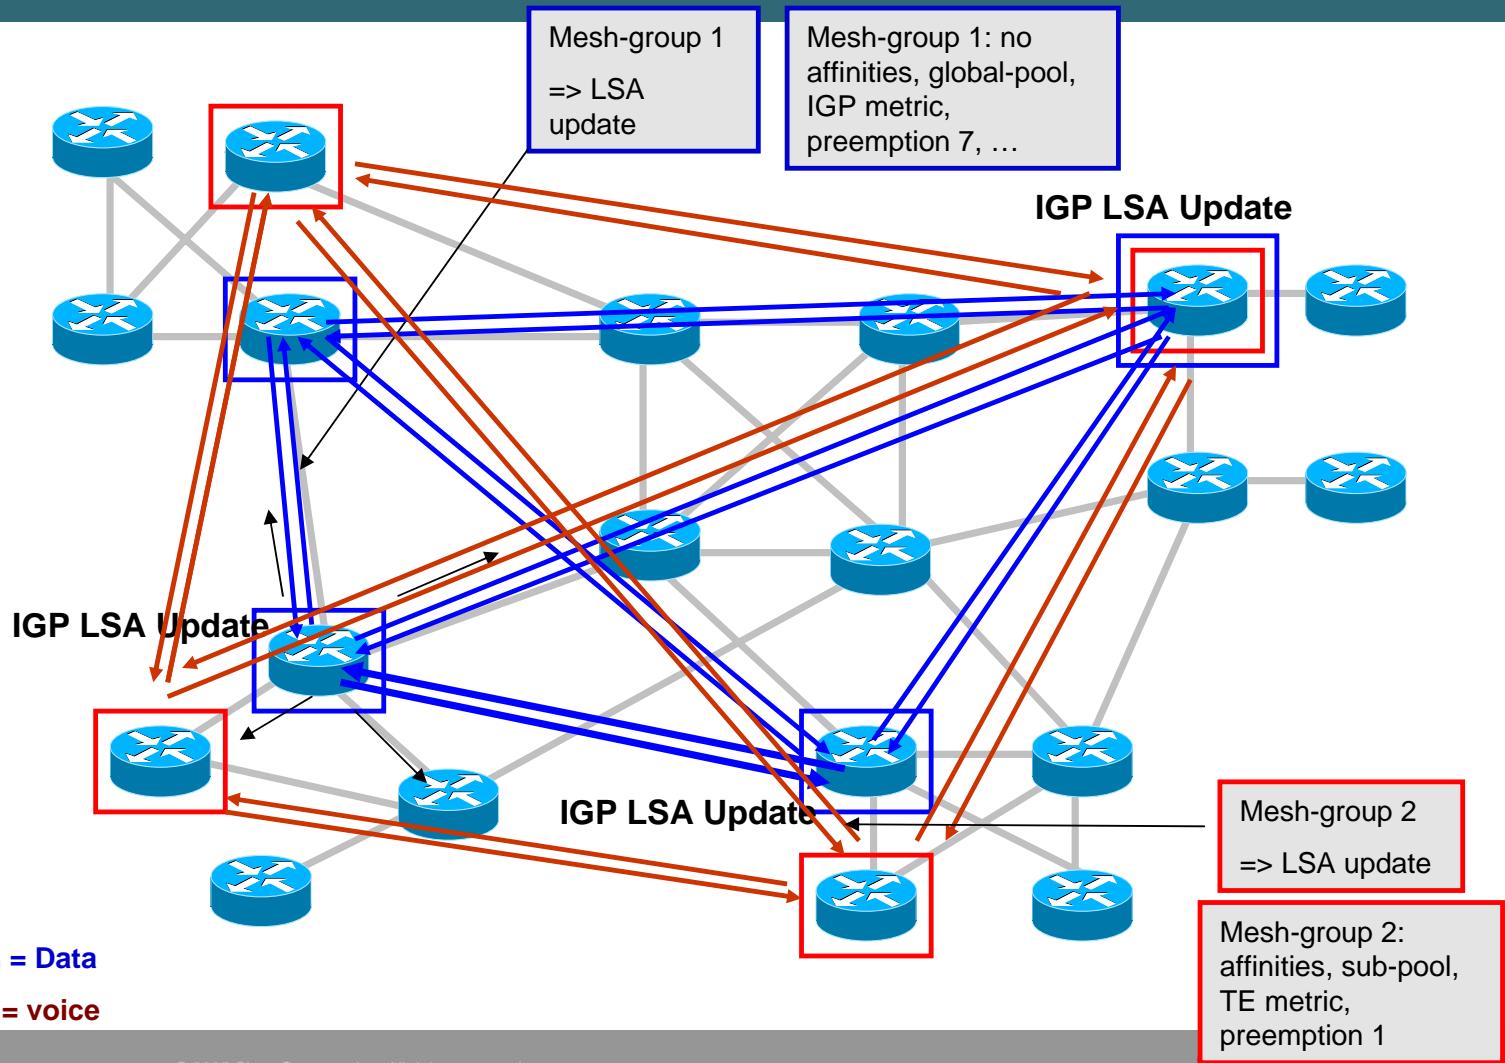 Mesh-group 1
=> LSA
update
Mesh-group 1: no
affinities, global-pool,
IGP metric,
preemption 7, …
IGP LSA Update
IGP LSA Update
IGP LSA Update
Mesh-group 2
=> LSA update
Mesh-group 2:
affinities, sub-pool,
TE metric,
preemption 1
= Data
= voice